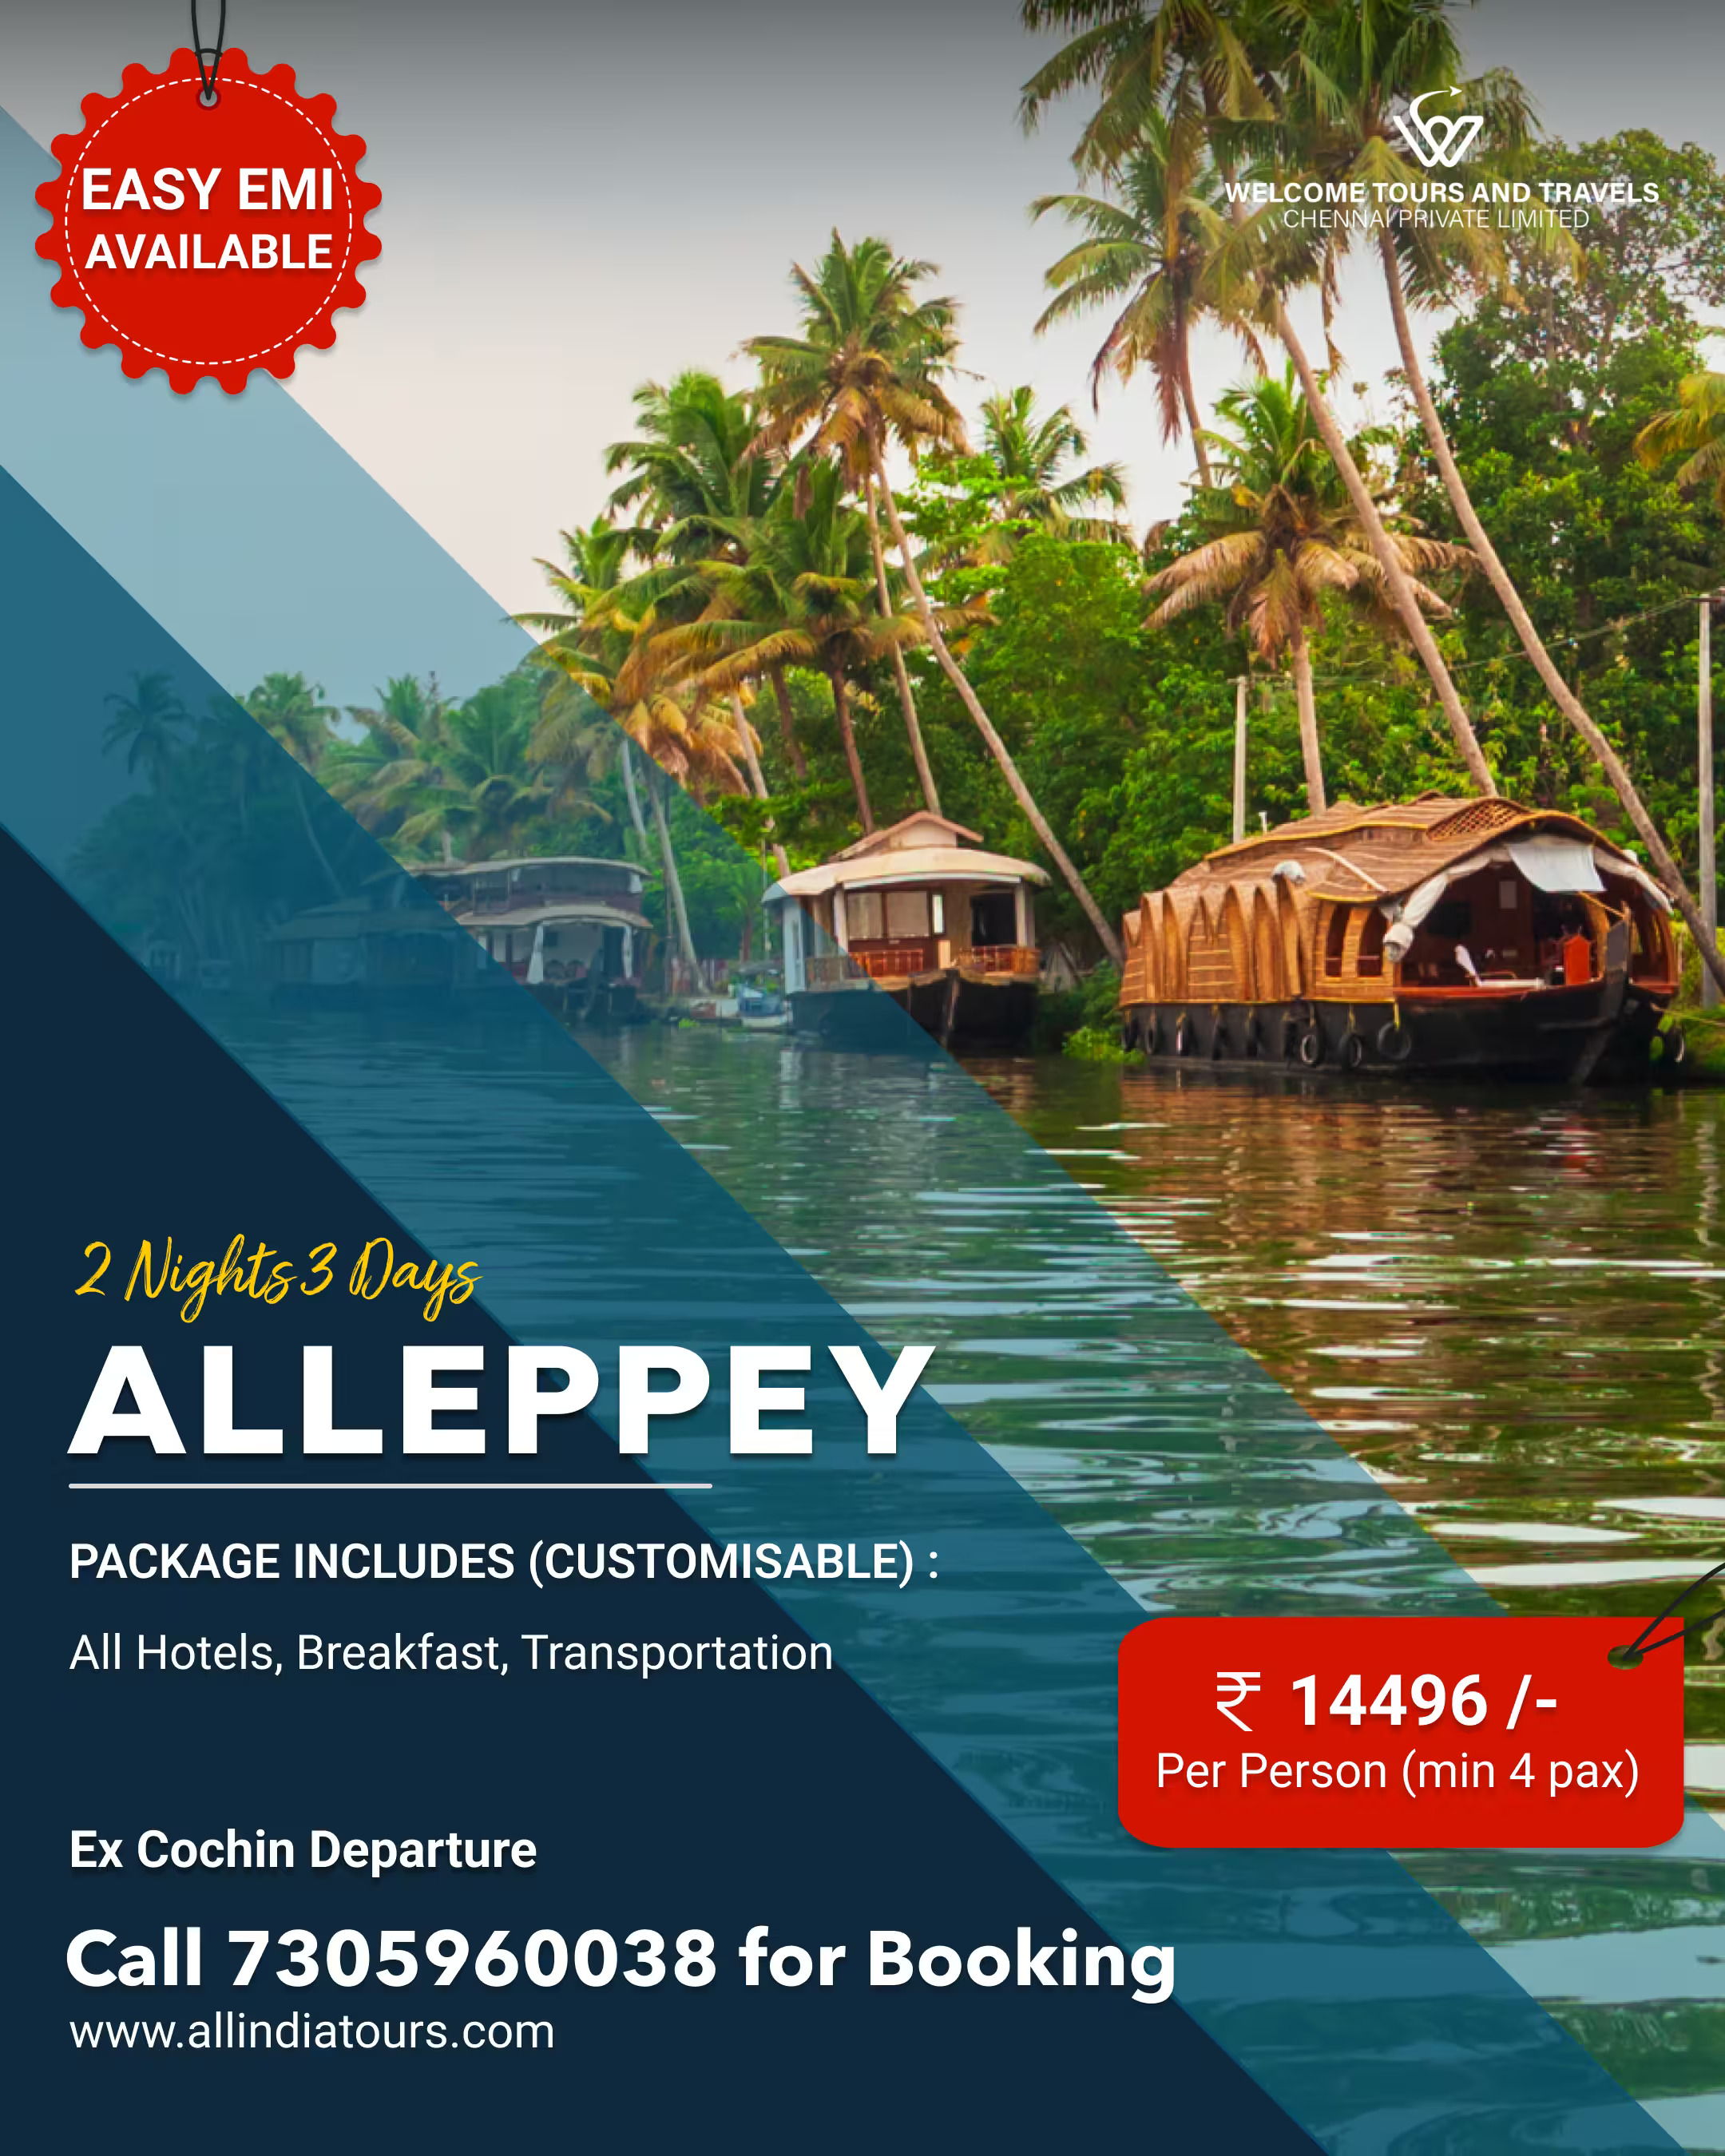 EASY EMI
AVAILABLE
WELCOME TOURS AND TRAVELS
CHENNAI PRIVATE LIMITED
2 Nights 3 Days
ALLEPPEY
PACKAGE INCLUDES (CUSTOMISABLE) :
All Hotels, Breakfast, Transportation
₹ 14496 /-
Per Person (min 4 pax)
Ex Cochin Departure
Call 7305960038 for Booking
www.allindiatours.com